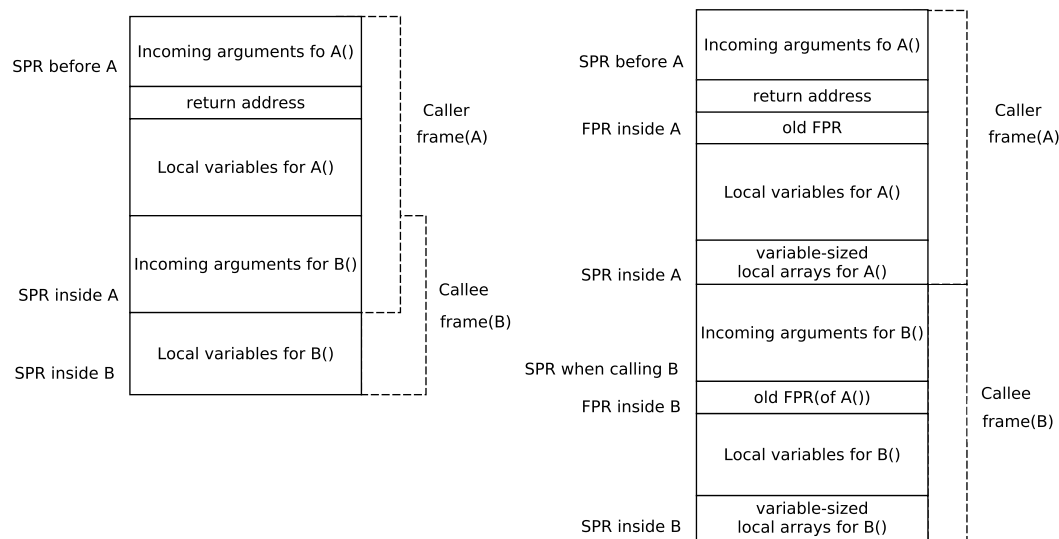 Incoming arguments fo A()
SPR before A
return address
Caller
frame(A)
Local variables for A()
Incoming arguments for B()
SPR inside A
Callee
frame(B)
Local variables for B()
SPR inside B
Incoming arguments fo A()
SPR before A
return address
Caller
FPR inside A
old FPR
frame(A)
Local variables for A()
variable-sized
local arrays for A()
SPR inside A
Incoming arguments for B()
SPR when calling B
old FPR(of A())
FPR inside B
Callee
frame(B)
Local variables for B()
variable-sized
local arrays for B()
SPR inside B